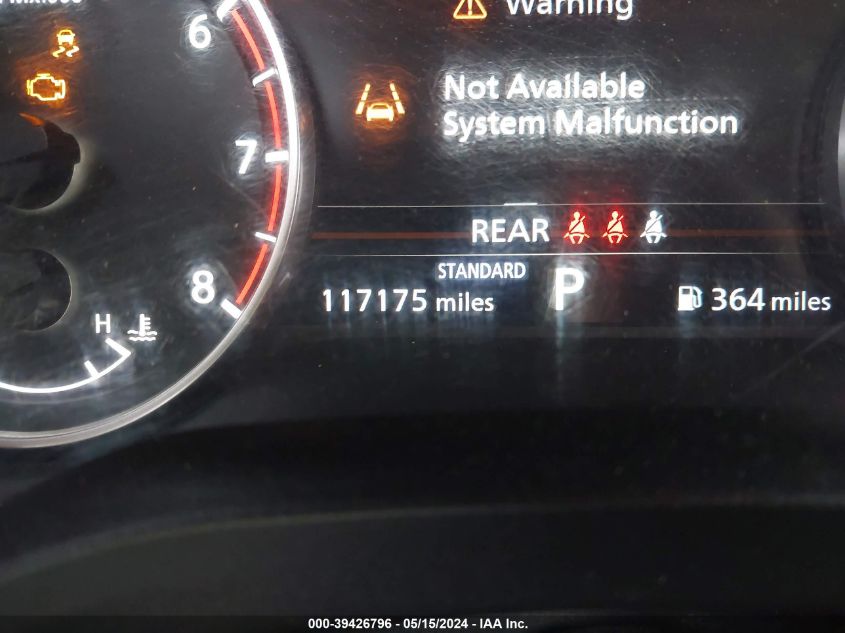 6
Warning
Not Available
System Malfunction
7
REAR
8
STANDARD
117175 miles
P
364 miles
H
000-39426796 - 05/15/2024 - IAA Inc.